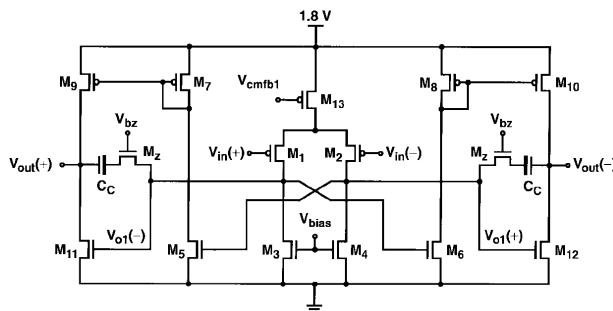 1.8 V
M9
M7
Vcmfb1
M13
M8
M10
Vbz
Mz
Vin(+)
M1
M2
Vin(−)
Vbz
Mz
Vout(+)
CC
CC
Vout(−)
Vo1(−)
Vbias
Vo1(+)
M11
M5
M3
M4
M6
M12